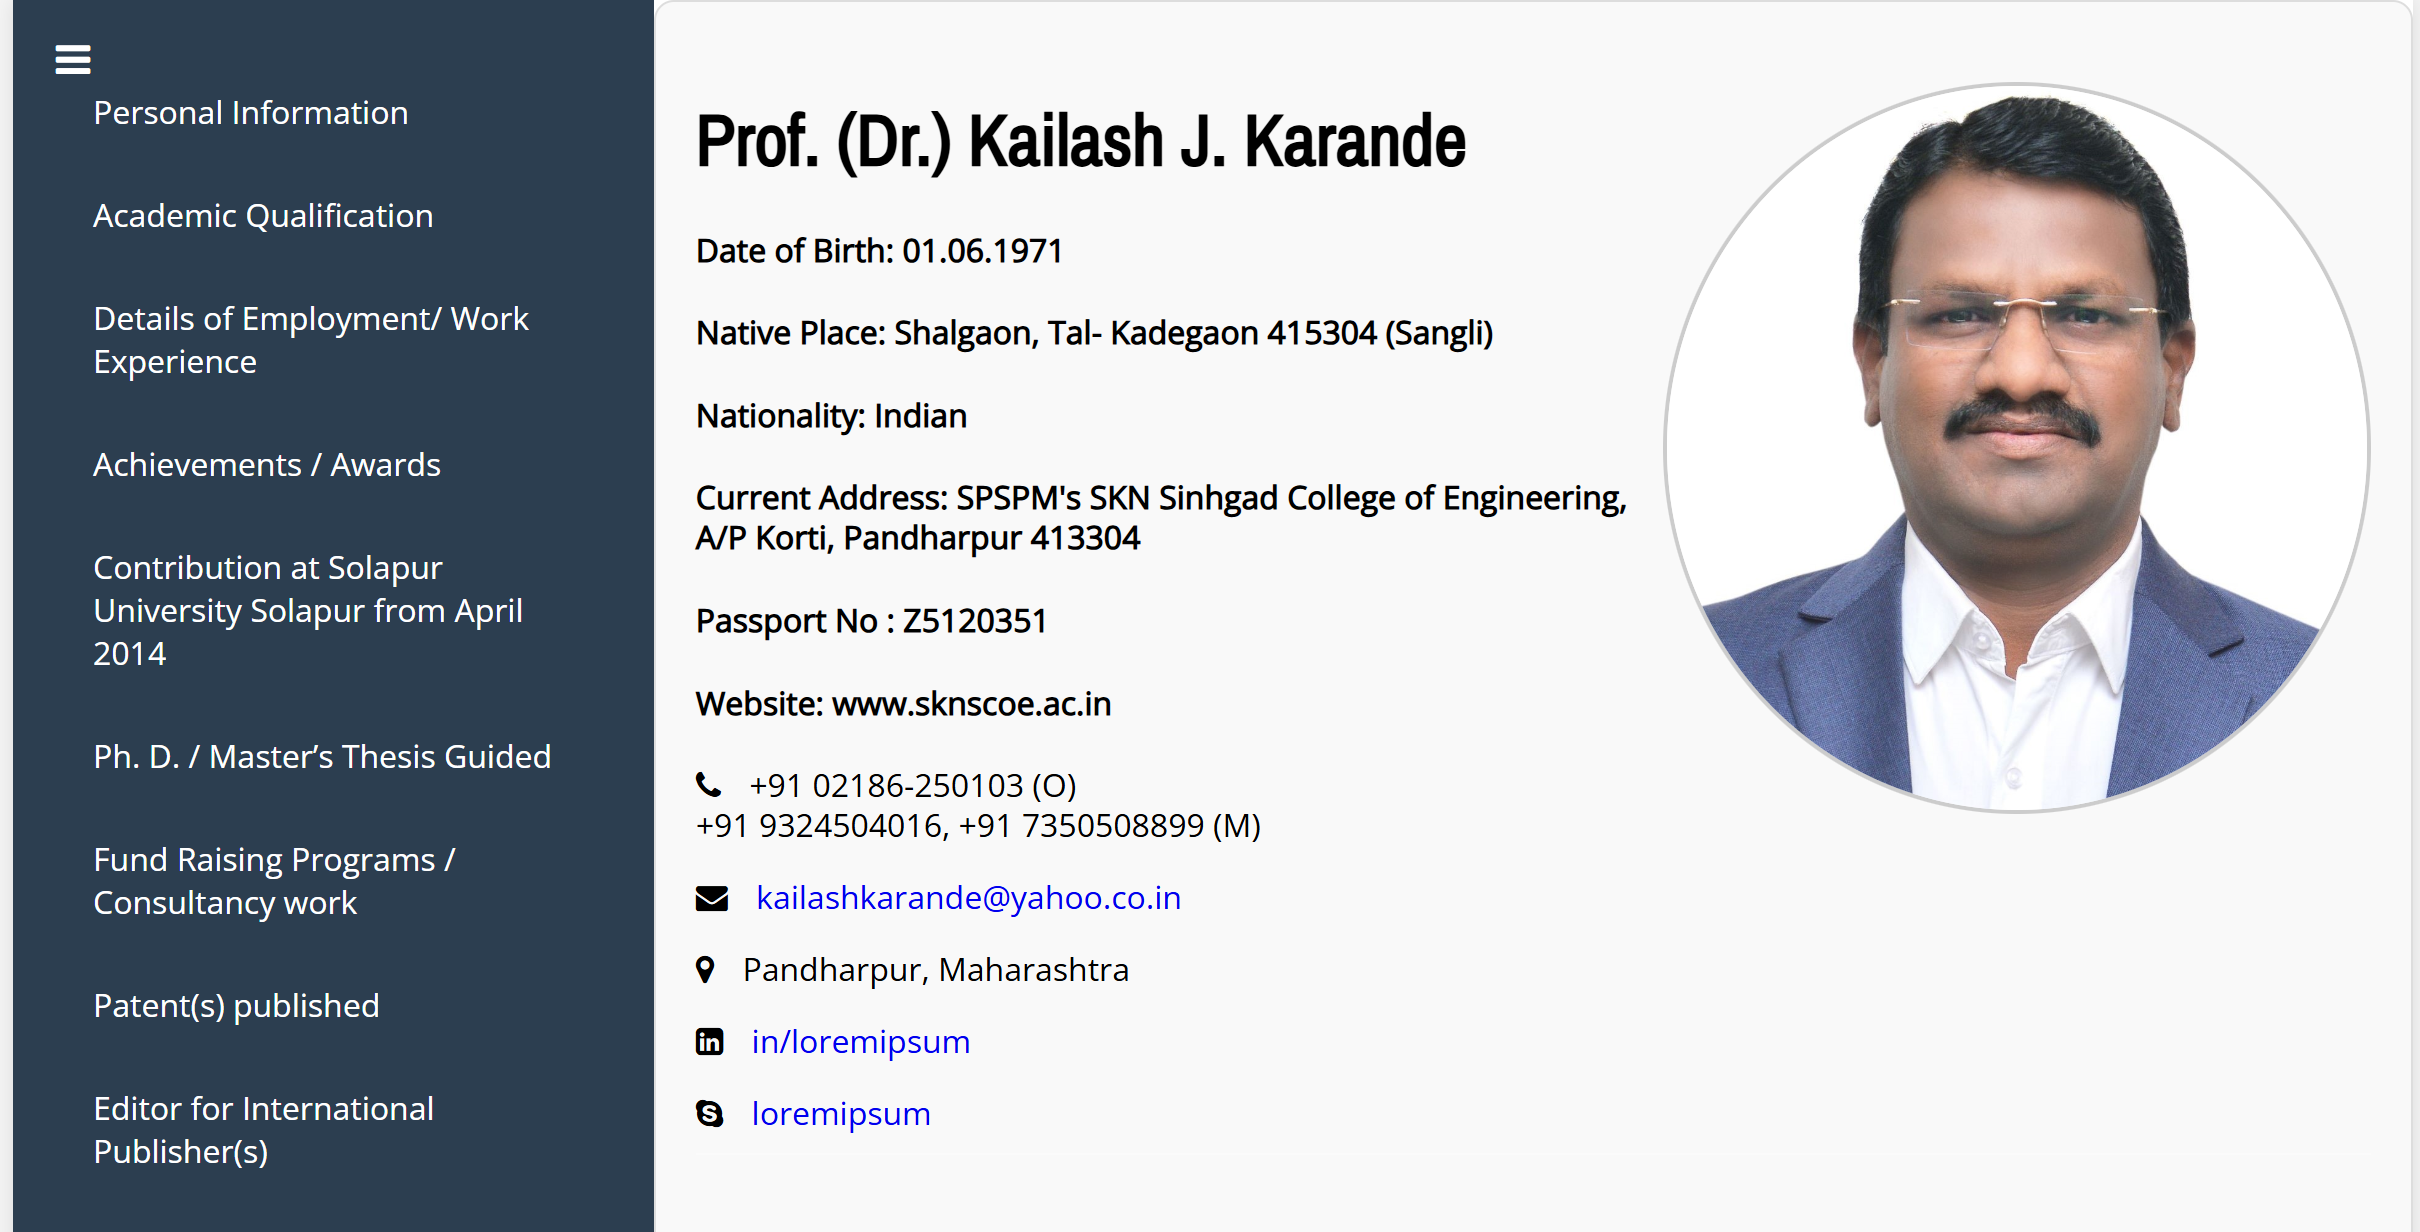 Personal Information
Academic Qualification
Details of Employment/ Work
Experience
Achievements / Awards
Contribution at Solapur
University Solapur from April
2014
Ph. D. / Master’s Thesis Guided
Fund Raising Programs /
Consultancy work
Patent(s) published
Editor for International
Publisher(s)
Prof. (Dr.) Kailash J. Karande
Date of Birth: 01.06.1971
Native Place: Shalgaon, Tal- Kadegaon 415304 (Sangli)
Nationality: Indian
Current Address: SPSPM's SKN Sinhgad College of Engineering,
A/P Korti, Pandharpur 413304
Passport No : Z5120351
Website: www.sknscoe.ac.in
+91 02186-250103 (O)
+91 9324504016, +91 7350508899 (M)
kailashkarande@yahoo.co.in
Pandharpur, Maharashtra
in/loremipsum
loremipsum